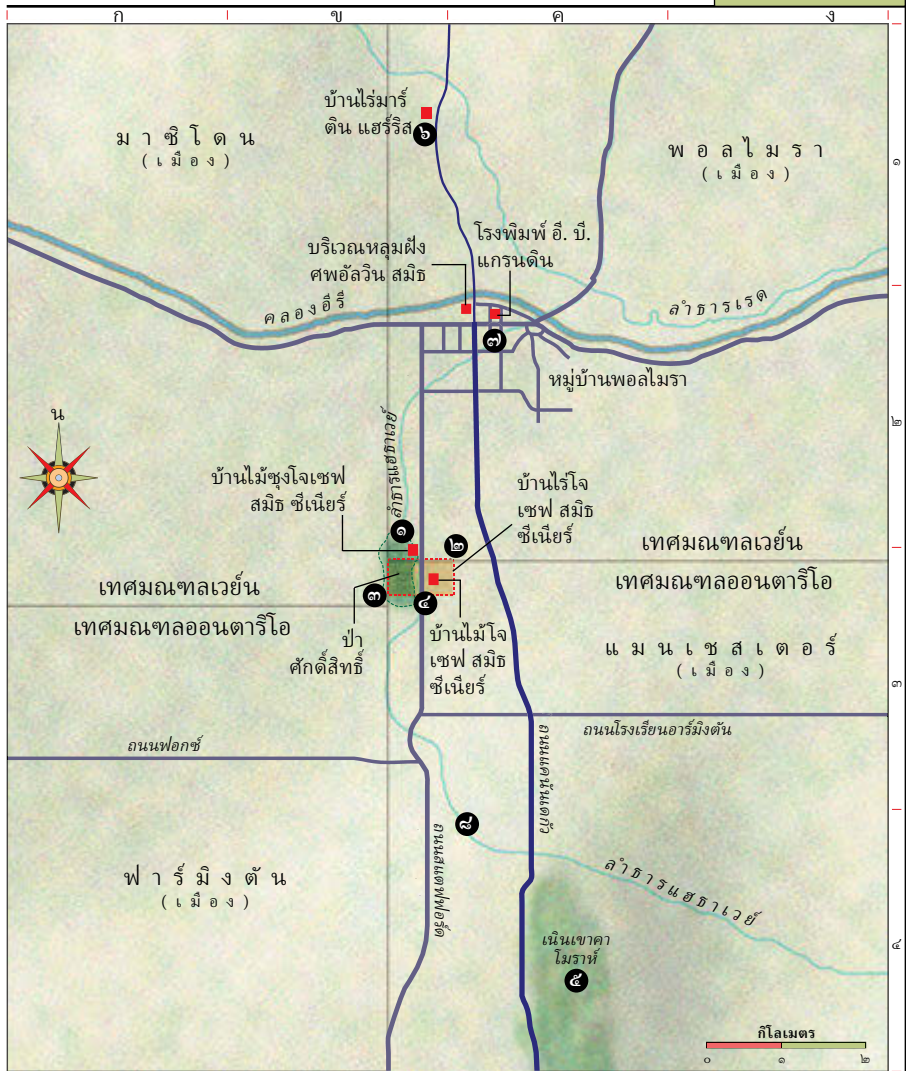 ก ข ค ง
บ้านไร่มาร์
ติน แฮร์ริส
๖
มาซิโดน
(เมือง)
พอลไมรา
(เมือง)
๑
บริเวณหลุมฝัง
ศพอัลวิน สมิธ
โรงพิมพ์ อี. บี.
แกรนดิน
คลองอีรี
ลำธารเรด
๗
หมู่บ้านพอลไมรา
น
๒
ลำธารแฮธาเวย์
บ้านไม้ซุงโจเซฟ
สมิธ ซีเนียร์
บ้านไร่โจ
เซฟ สมิธ
ซีเนียร์
๑
๒
เทศมณฑลเวย์น
เทศมณฑลออนตาริโอ
เทศมณฑลเวย์น
เทศมณฑลออนตาริโอ
๓
๔
ป่า
ศักดิ์สิทธิ์
บ้านไม้โจ
เซฟ สมิธ
ซีเนียร์
แมนเชสเตอร์
(เมือง)
๓
ถนนฟอกซ์
ถนนโรงเรียนอาร์มิงตัน
ถนนแคนันเดกัว
๘
ถนนสแตฟฟอร์ด
ฟาร์มิงตัน
(เมือง)
ลำธารแฮธาเวย์
เนินเขาคา
โมราห์
๕
๔
กิโลเมตร
๐ ๑ ๒